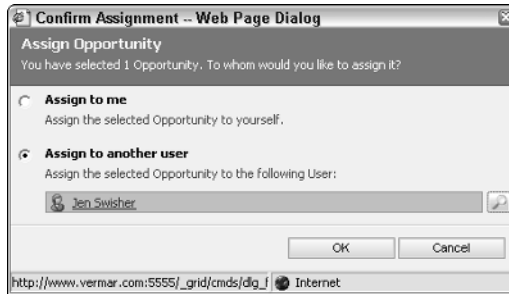 Confirm Assignment -- Web Page Dialog
Assign Opportunity
You have selected 1 Opportunity. To whom would you like to assign it?
Assign to me
Assign the selected Opportunity to yourself.
Assign to another user
Assign the selected Opportunity to the following User:
Jen Swisher
OK Cancel
http://www.vermar.com:5555/_grid/cmds/dlg_f Internet